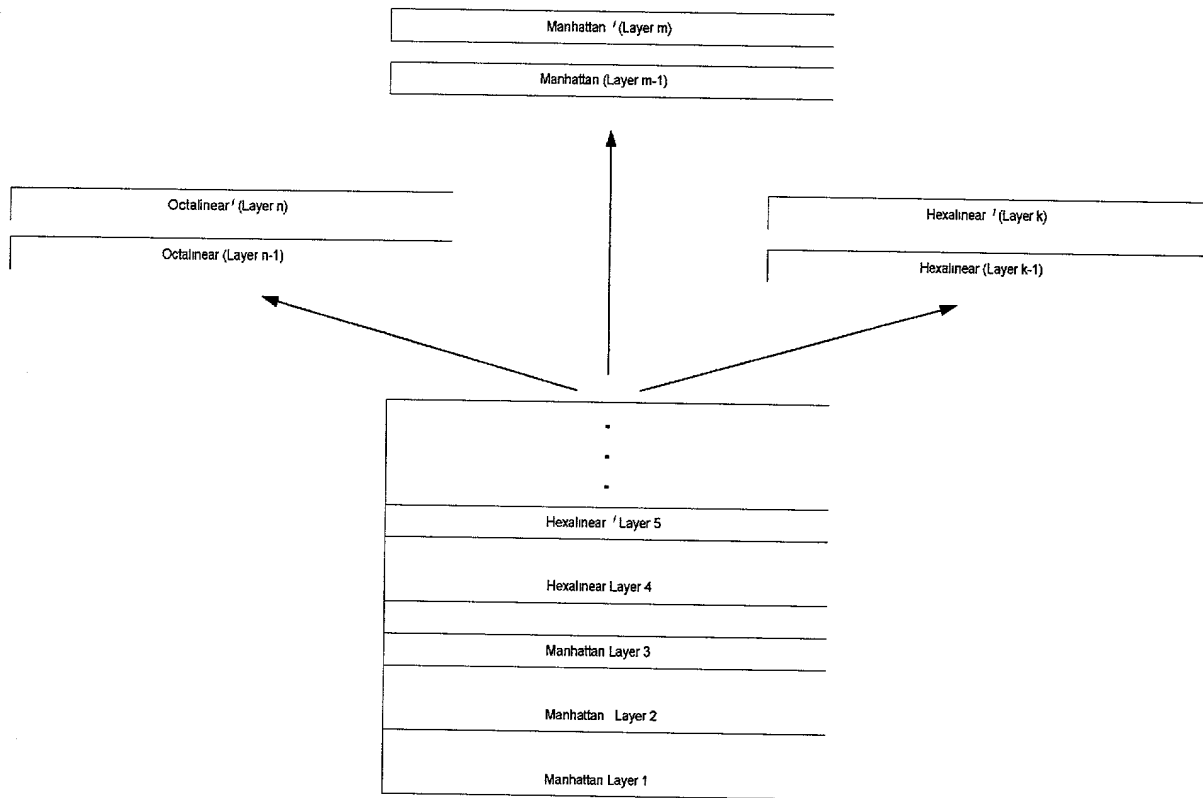 Manhattan ' (Layer m)
Manhattan (Layer m-1)
Octalinear ' (Layer n)
Octalinear (Layer n-1)
Hexalinear ' (Layer k)
Hexalinear (Layer k-1)
Hexalinear ' Layer 5
Hexalinear Layer 4
Manhattan Layer 3
Manhattan Layer 2
Manhattan Layer 1